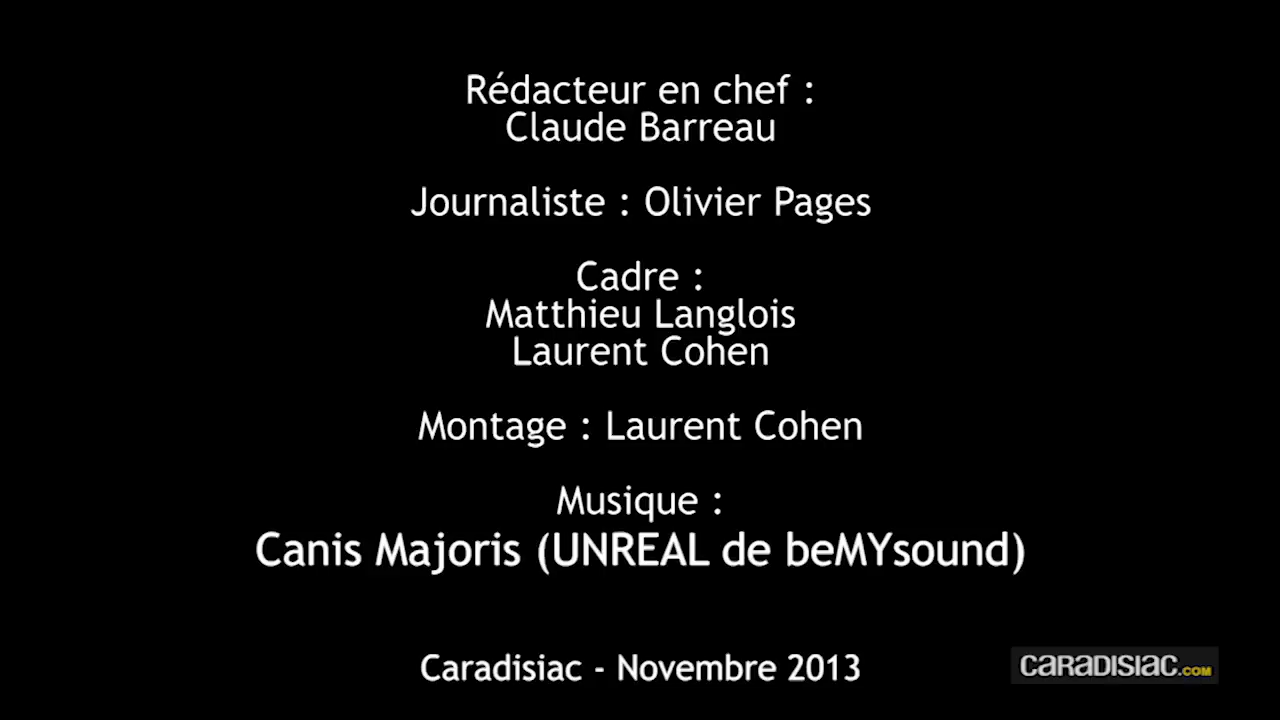 Rédacteur en chef :
Claude Barreau
Journaliste : Olivier Pages
Cadre :
Matthieu Langlois
Laurent Cohen
Montage : Laurent Cohen
Musique :
Canis Majoris (UNREAL de beMYsound)
Caradisiac - Novembre 2013
CARADISIAC.COM